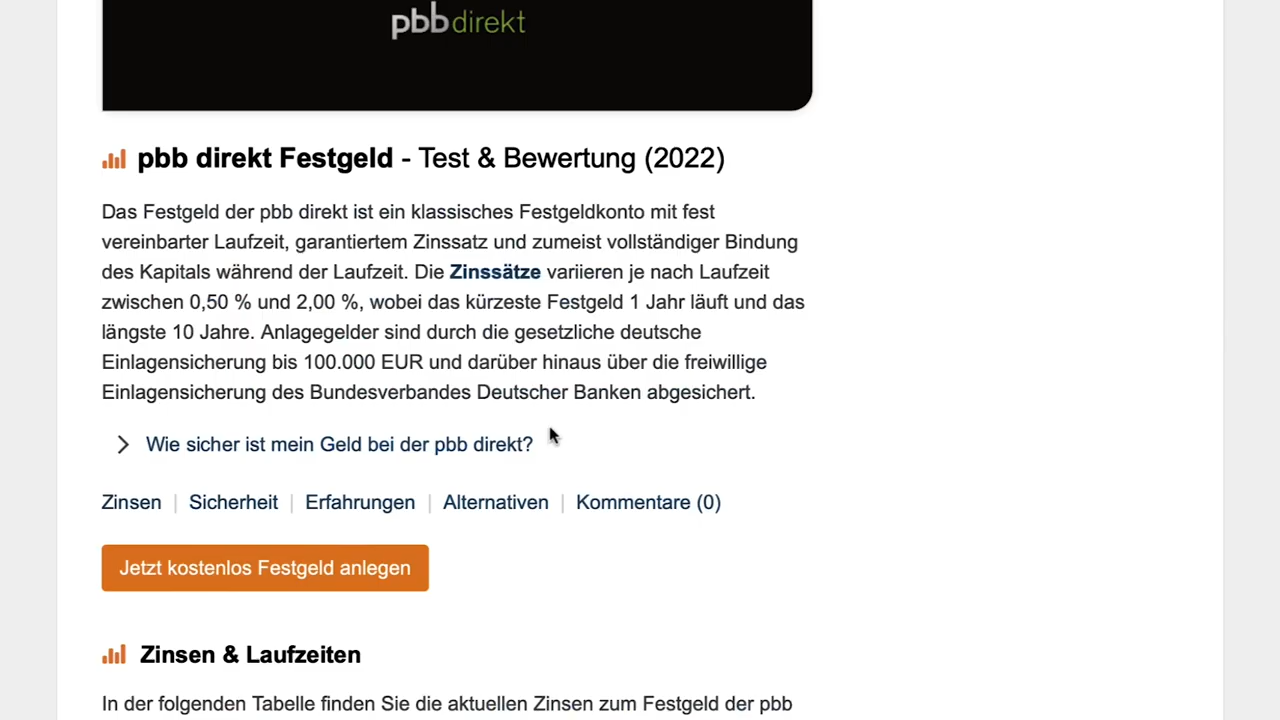 pbb direkt
pbb direkt Festgeld - Test & Bewertung (2022)
Das Festgeld der pbb direkt ist ein klassisches Festgeldkonto mit fest
vereinbarter Laufzeit, garantiertem Zinssatz und zumeist vollständiger Bindung
des Kapitals während der Laufzeit. Die Zinssätze variieren je nach Laufzeit
zwischen 0,50 % und 2,00 %, wobei das kürzeste Festgeld 1 Jahr läuft und das
längste 10 Jahre. Anlagegelder sind durch die gesetzliche deutsche
Einlagensicherung bis 100.000 EUR und darüber hinaus über die freiwillige
Einlagensicherung des Bundesverbandes Deutscher Banken abgesichert.
Wie sicher ist mein Geld bei der pbb direkt?
Zinsen | Sicherheit | Erfahrungen | Alternativen | Kommentare (0)
Jetzt kostenlos Festgeld anlegen
Zinsen & Laufzeiten
In der folgenden Tabelle finden Sie die aktuellen Zinsen zum Festgeld der pbb